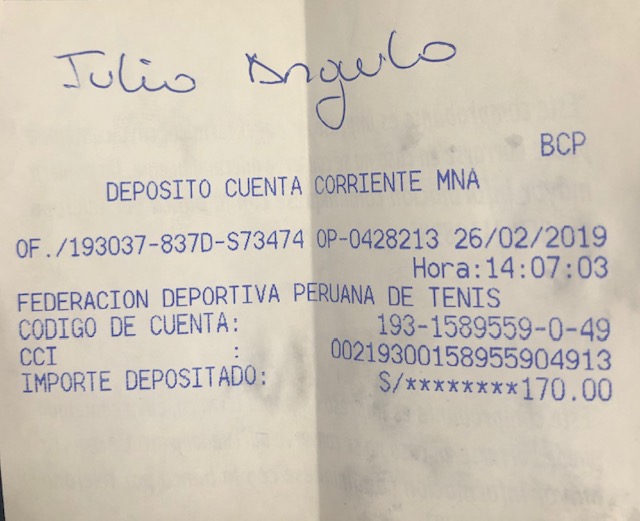 Julio Angulo
BCP
DEPOSITO CUENTA CORRIENTE MNA
OF./193037-837D-S73474 OP-0428213 26/02/2019
Hora:14:07:03
FEDERACION DEPORTIVA PERUANA DE TENIS
CODIGO DE CUENTA: 193-1589559-0-49
CCI : 00219300158955904913
IMPORTE DEPOSITADO: S/********170.00